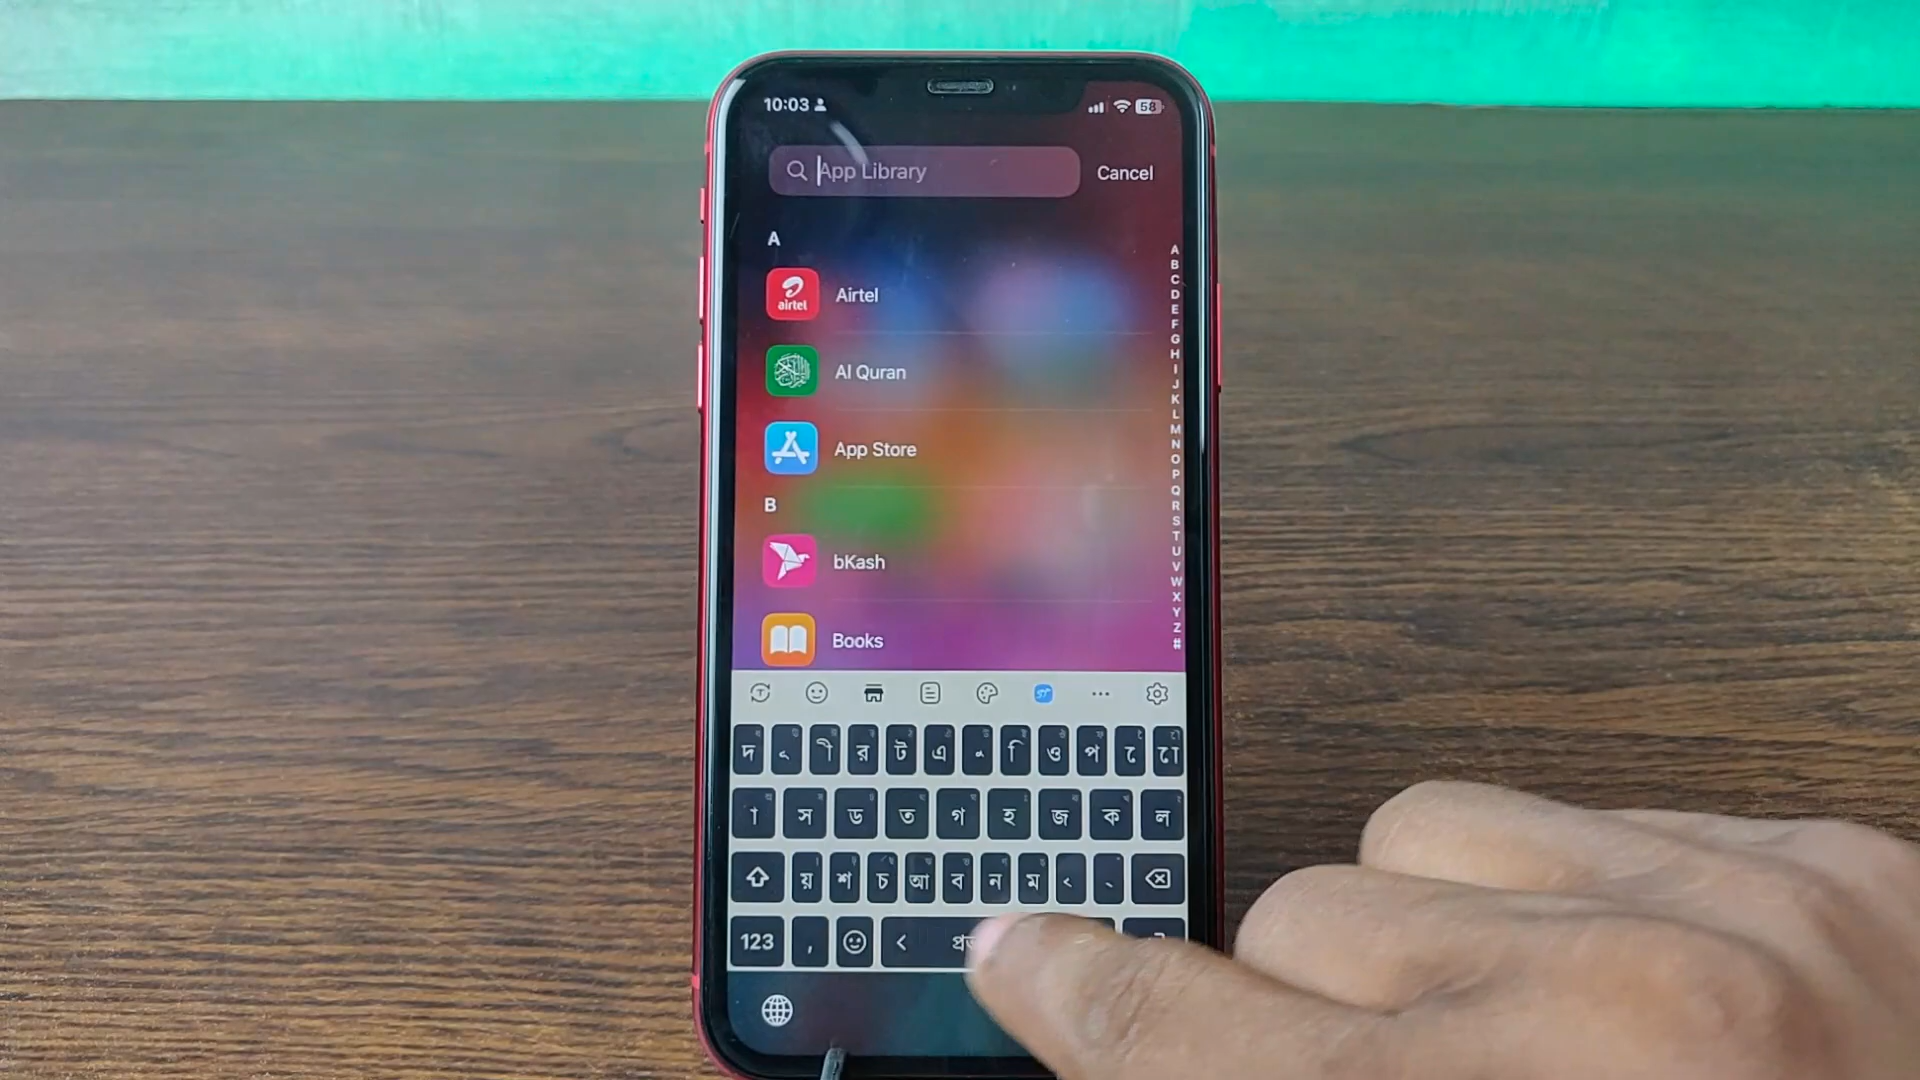 10:03
58
App Library
Cancel
A
airtel
Airtel
Al Quran
App Store
B
bKash
Books
A
B
C
D
E
F
G
H
I
J
K
L
M
N
O
P
Q
R
S
T
U
V
W
X
Y
Z
#
দ ূ ী র ট এ ু ি ও প ে ো
া স ড ত গ হ জ ক ল
য় শ চ আ ব ন ম
123 ,